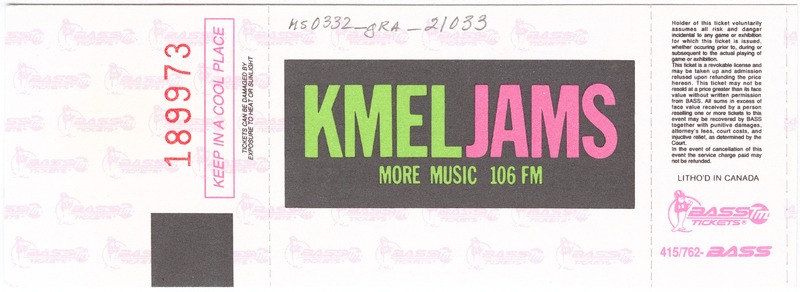 MS0332_gRA_21033
189973
KEEP IN A COOL PLACE
TICKETS CAN BE DAMAGED BY
EXPOSURE TO HEAT OR SUNLIGHT
KMELJAMS
MORE MUSIC 106 FM
Holder of this ticket voluntarily
assumes all risk and danger
incidental to any game or exhibition
for which this ticket is issued,
whether occuring prior to, during or
subsequent to the actual playing of
game or exhibition.
This ticket is a revokable license and
may be taken up and admission
refused upon refunding the price
hereon. This ticket may not be
resold at a price greater than its face
value without written permission
from BASS. All sums in excess of
face value received by a person
reselling one or more tickets to this
event may be recovered by BASS
together with punitive damages,
attorney's fees, court costs, and
injuctive relief, as determined by the
Court.
In the event of cancellation of this
event the service charge paid may
not be refunded.
LITHO'D IN CANADA
BASS Tm
TICKETS®
415/762-BASS